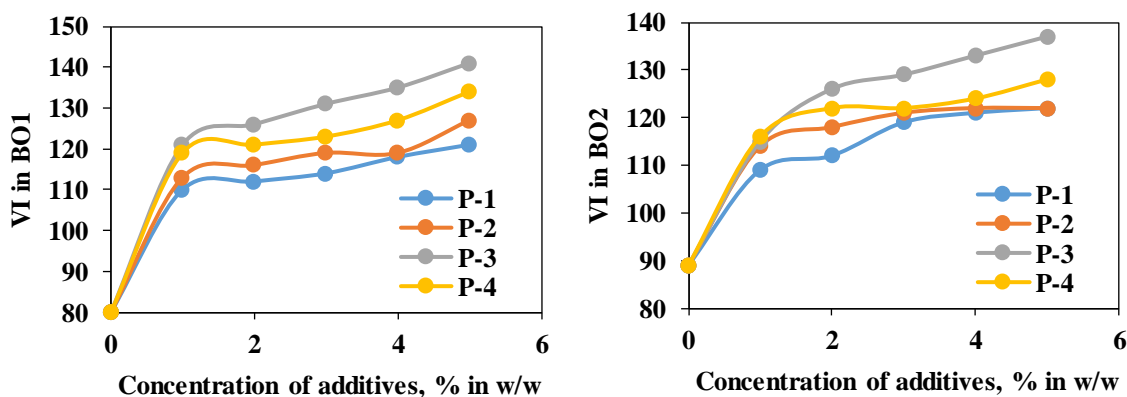 VI in BO1
150
140
130
120
110
100
90
80
0
2
4
6
P-1
P-2
P-3
P-4
Concentration of additives, % in w/w
VI in BO2
140
130
120
110
100
90
80
0
2
4
6
P-1
P-2
P-3
P-4
Concentration of additives, % in w/w